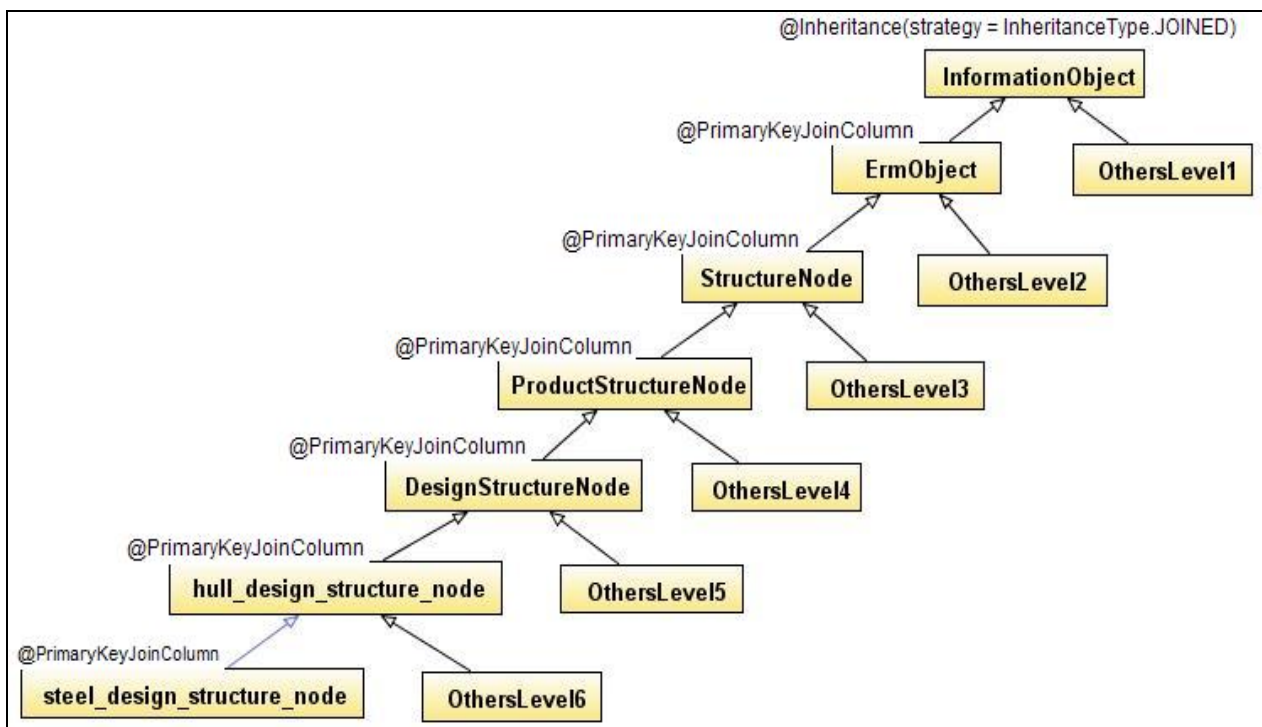 @Inheritance(strategy = InheritanceType.JOINED)
InformationObject
@PrimaryKeyJoinColumn
ErmObject
OthersLevel1
@PrimaryKeyJoinColumn
StructureNode
OthersLevel2
@PrimaryKeyJoinColumn
ProductStructureNode
OthersLevel3
@PrimaryKeyJoinColumn
DesignStructureNode
OthersLevel4
@PrimaryKeyJoinColumn
hull_design_structure_node
OthersLevel5
@PrimaryKeyJoinColumn
steel_design_structure_node
OthersLevel6